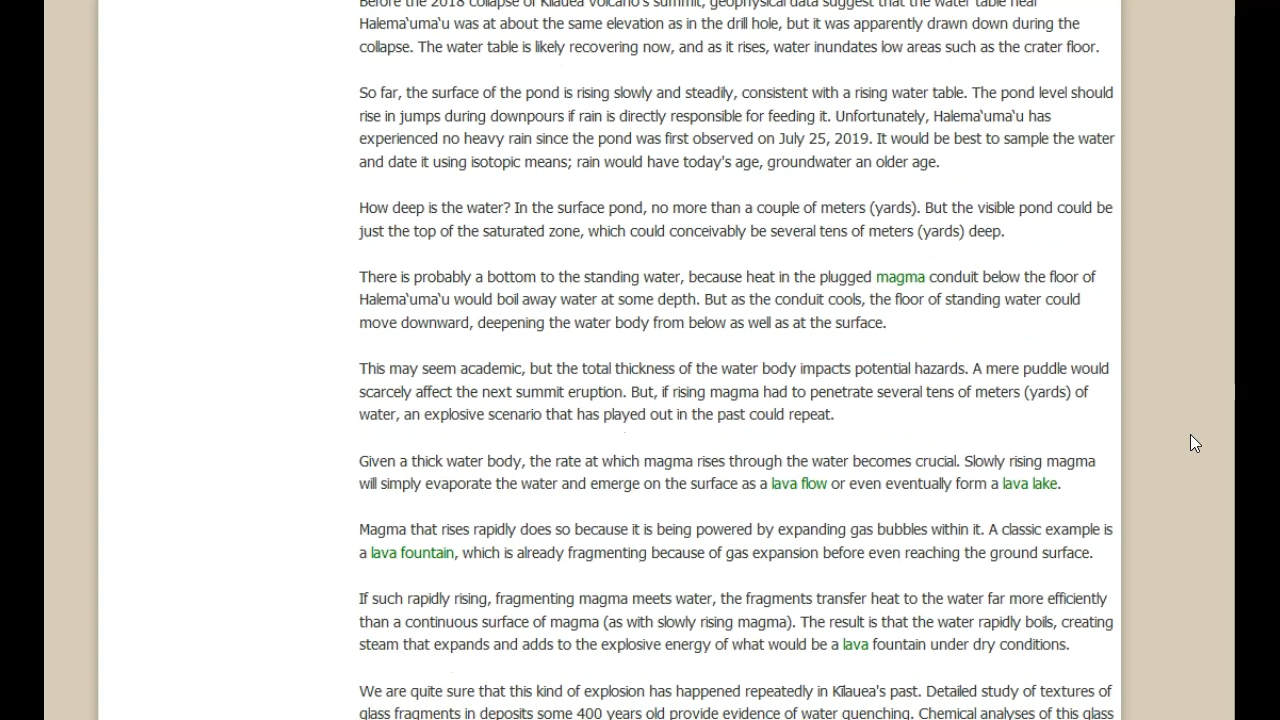 Before the 2018 collapse of Kīlauea Volcano's summit, geophysical data suggest that the water table near
Halema‘uma‘u was at about the same elevation as in the drill hole, but it was apparently drawn down during the
collapse. The water table is likely recovering now, and as it rises, water inundates low areas such as the crater floor.
So far, the surface of the pond is rising slowly and steadily, consistent with a rising water table. The pond level should
rise in jumps during downpours if rain is directly responsible for feeding it. Unfortunately, Halema‘uma‘u has
experienced no heavy rain since the pond was first observed on July 25, 2019. It would be best to sample the water
and date it using isotopic means; rain would have today's age, groundwater an older age.
How deep is the water? In the surface pond, no more than a couple of meters (yards). But the visible pond could be
just the top of the saturated zone, which could conceivably be several tens of meters (yards) deep.
There is probably a bottom to the standing water, because heat in the plugged magma conduit below the floor of
Halema‘uma‘u would boil away water at some depth. But as the conduit cools, the floor of standing water could
move downward, deepening the water body from below as well as at the surface.
This may seem academic, but the total thickness of the water body impacts potential hazards. A mere puddle would
scarcely affect the next summit eruption. But, if rising magma had to penetrate several tens of meters (yards) of
water, an explosive scenario that has played out in the past could repeat.
Given a thick water body, the rate at which magma rises through the water becomes crucial. Slowly rising magma
will simply evaporate the water and emerge on the surface as a lava flow or even eventually form a lava lake.
Magma that rises rapidly does so because it is being powered by expanding gas bubbles within it. A classic example is
a lava fountain, which is already fragmenting because of gas expansion before even reaching the ground surface.
If such rapidly rising, fragmenting magma meets water, the fragments transfer heat to the water far more efficiently
than a continuous surface of magma (as with slowly rising magma). The result is that the water rapidly boils, creating
steam that expands and adds to the explosive energy of what would be a lava fountain under dry conditions.
We are quite sure that this kind of explosion has happened repeatedly in Kīlauea's past. Detailed study of textures of
glass fragments in deposits some 400 years old provide evidence of water quenching. Chemical analyses of this glass